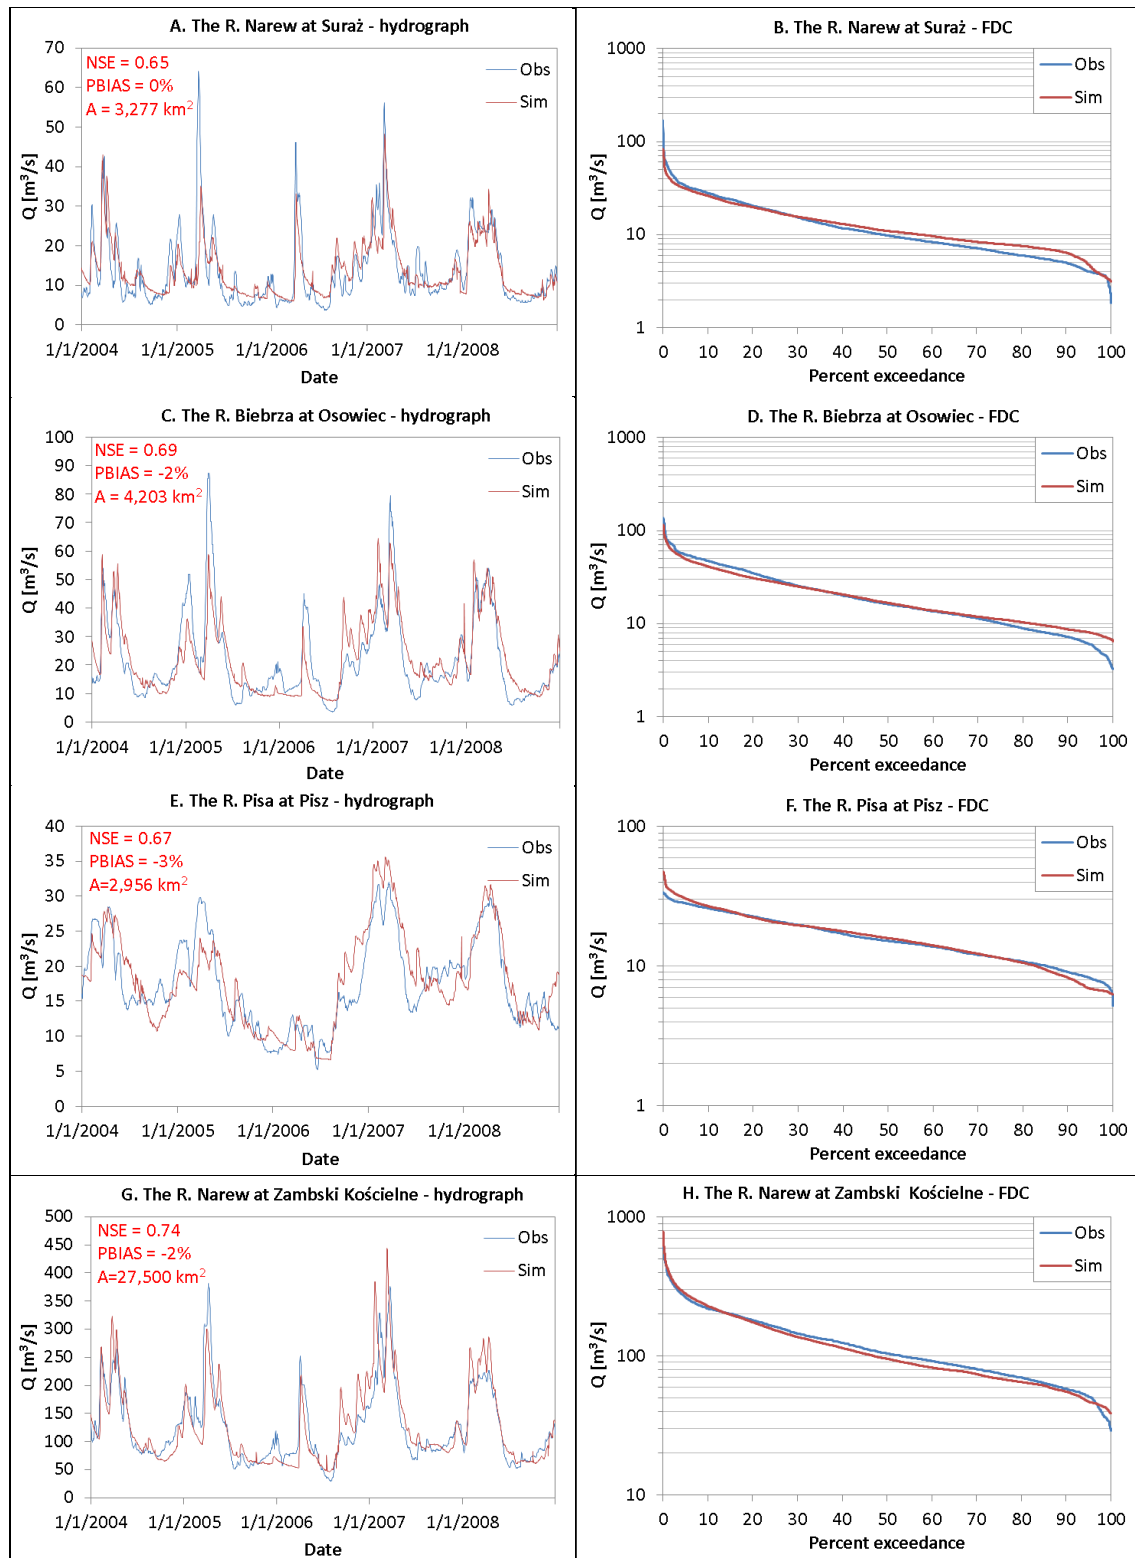 A. The R. Narew at Suraż - hydrograph
NSE = 0.65
PBIAS = 0%
A = 3,277 km²
Obs
Sim
Q [m³/s]
70
60
50
40
30
20
10
0
1/1/2004 1/1/2005 1/1/2006 1/1/2007 1/1/2008
Date
B. The R. Narew at Suraż - FDC
Obs
Sim
Q [m³/s]
1000
100
10
1
0 10 20 30 40 50 60 70 80 90 100
Percent exceedance
C. The R. Biebrza at Osowiec - hydrograph
NSE = 0.69
PBIAS = -2%
A = 4,203 km²
Obs
Sim
Q [m³/s]
100
90
80
70
60
50
40
30
20
10
0
1/1/2004 1/1/2005 1/1/2006 1/1/2007 1/1/2008
Date
D. The R. Biebrza at Osowiec - FDC
Obs
Sim
Q [m³/s]
1000
100
10
1
0 10 20 30 40 50 60 70 80 90 100
Percent exceedance
E. The R. Pisa at Pisz - hydrograph
NSE = 0.67
PBIAS = -3%
A=2,956 km²
Obs
Sim
Q [m³/s]
40
35
30
25
20
15
10
5
0
1/1/2004 1/1/2005 1/1/2006 1/1/2007 1/1/2008
Date
F. The R. Pisa at Pisz - FDC
Obs
Sim
Q [m³/s]
100
10
1
0 10 20 30 40 50 60 70 80 90 100
Percent exceedance
G. The R. Narew at Zambski Kościelne - hydrograph
NSE = 0.74
PBIAS = -2%
A=27,500 km²
Obs
Sim
Q [m³/s]
500
450
400
350
300
250
200
150
100
50
0
1/1/2004 1/1/2005 1/1/2006 1/1/2007 1/1/2008
Date
H. The R. Narew at Zambski Kościelne - FDC
Obs
Sim
Q [m³/s]
1000
100
10
0 10 20 30 40 50 60 70 80 90 100
Percent exceedance